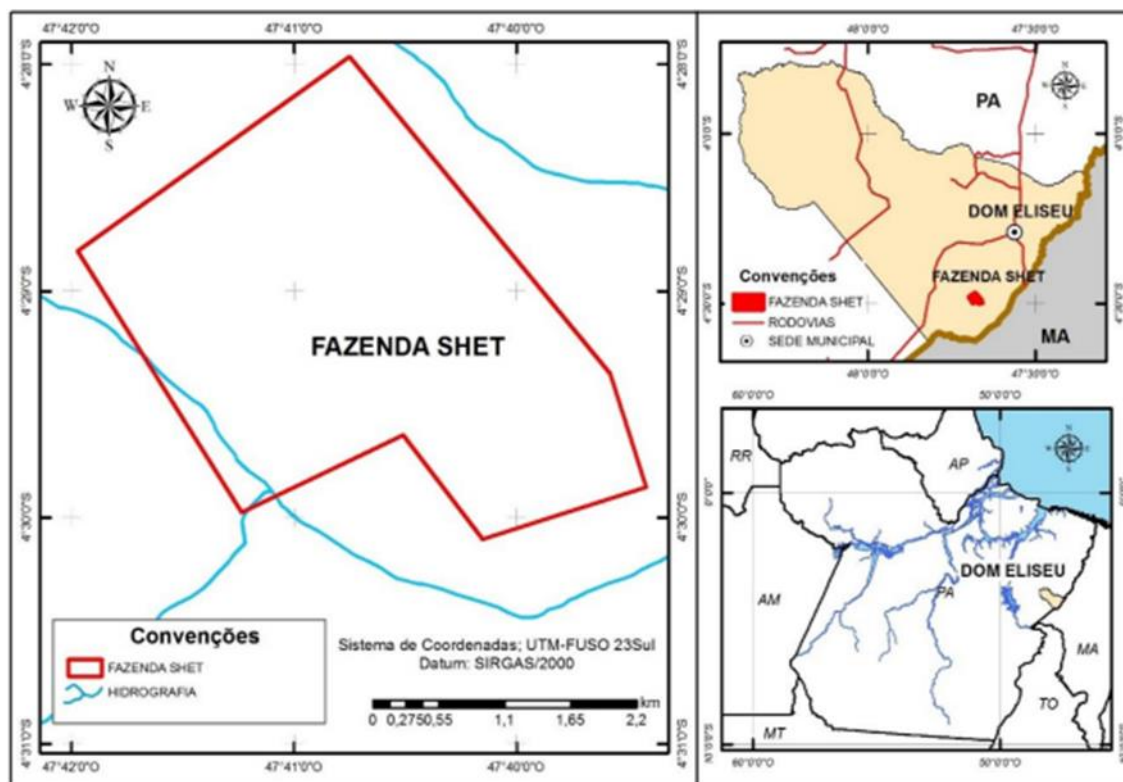 47°42'0"O 47°41'0"O 47°40'0"O
4°28'0"S
4°28'0"S
N
W E
S
4°29'0"S
4°29'0"S
FAZENDA SHET
4°30'0"S
4°30'0"S
Convenções
FAZENDA SHET
HIDROGRAFIA
Sistema de Coordenadas; UTM-FUSO 23Sul
Datum: SIRGAS/2000
km
0 0,275 0,55 1,1 1,65 2,2
4°31'0"S
4°31'0"S
47°42'0"O 47°41'0"O 47°40'0"O
48°0'0"O 47°30'0"O
PA
DOM ELISEU
FAZENDA SHET
Convenções
FAZENDA SHET
RODOVIAS
SEDE MUNICIPAL
MA
48°0'0"O 47°30'0"O
60°0'0"O 50°0'0"O
RR
AP
DOM ELISEU
PA
AM
MA
TO
MT
60°0'0"O 50°0'0"O